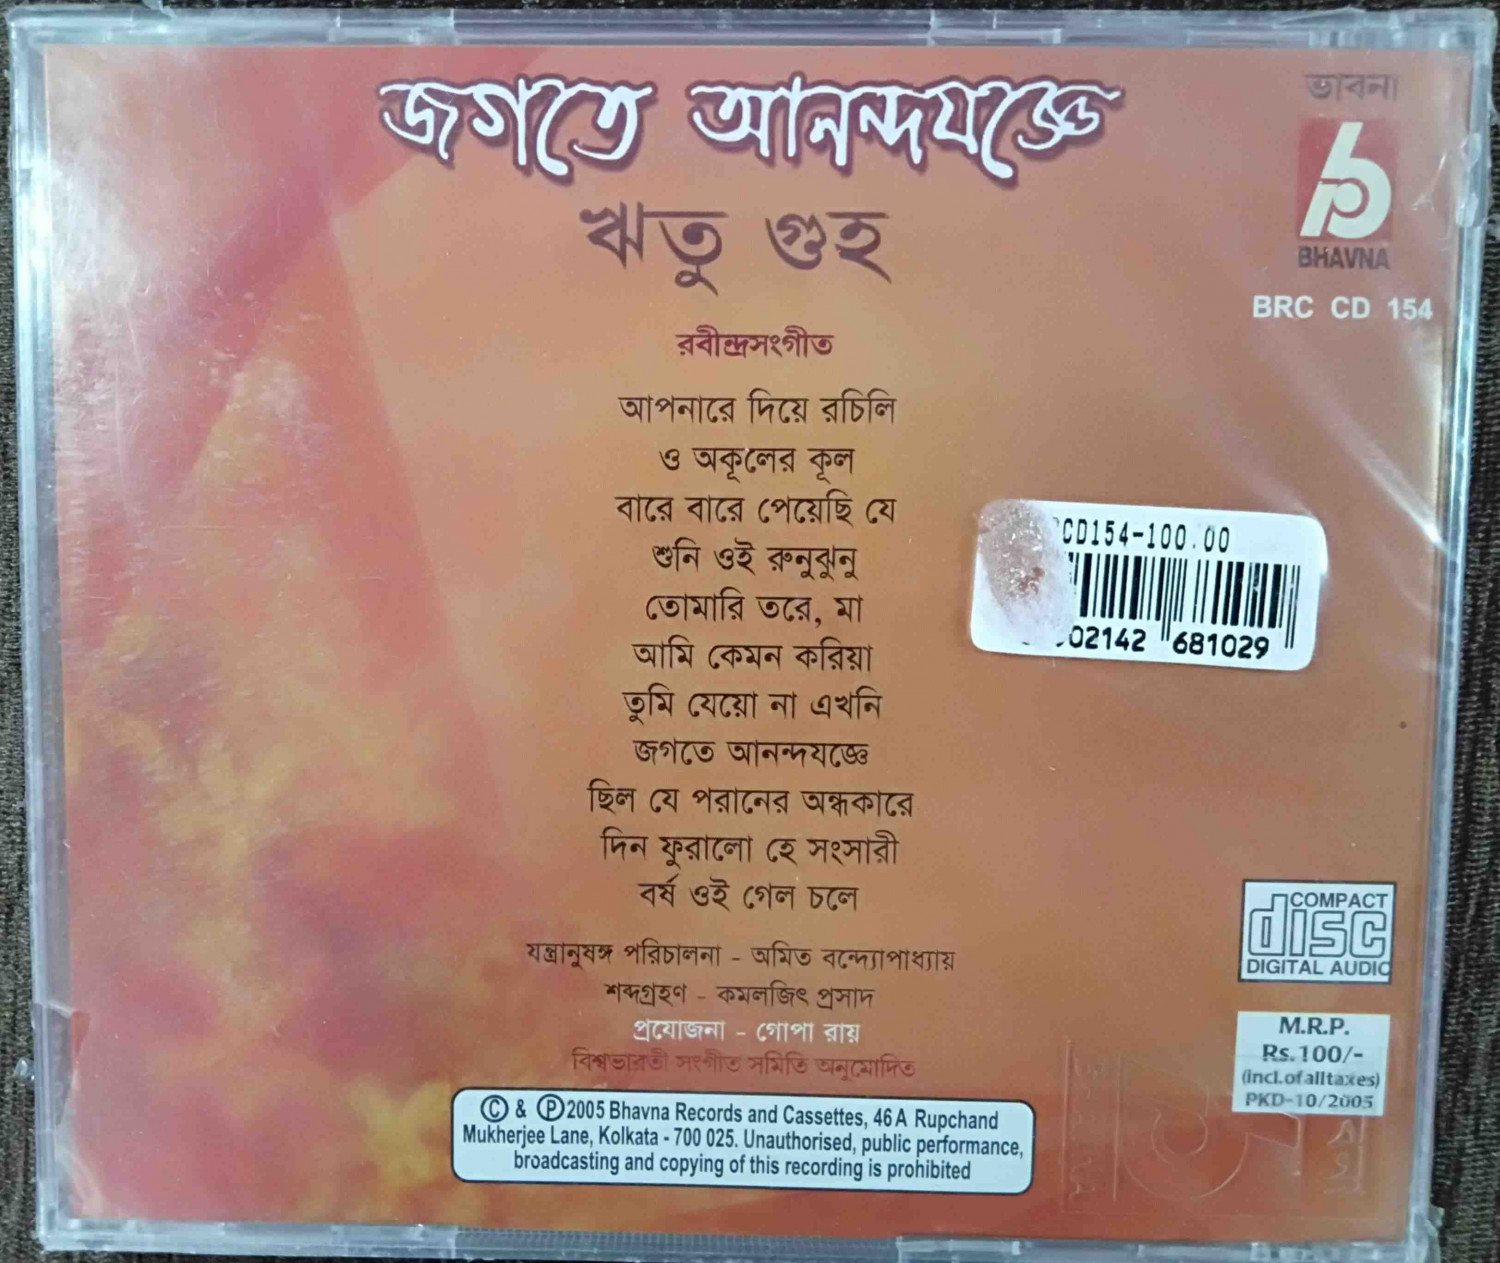 জগতে আনন্দযজ্ঞে
ঋতু গুহ
ভাবনা
BHAVNA
BRC CD 154
রবীন্দ্রসংগীত
আপনারে দিয়ে রচিলি
ও অকূলের কূল
বারে বারে পেয়েছি যে
শুনি ওই রুনুঝুনু
তোমারি তরে, মা
আমি কেমন করিয়া
তুমি যেয়ো না এখনি
জগতে আনন্দযজ্ঞে
ছিল যে পরানের অন্ধকারে
দিন ফুরালো হে সংসারী
বর্ষ ওই গেল চলে
CD154-100.00
02142 681029
যন্ত্রানুষঙ্গ পরিচালনা - অমিত বন্দ্যোপাধ্যায়
শব্দগ্রহণ - কমলজিৎ প্রসাদ
প্রযোজনা - গোপা রায়
বিশ্বভারতী সংগীত সমিতি অনুমোদিত
© & ℗ 2005 Bhavna Records and Cassettes, 46 A Rupchand
Mukherjee Lane, Kolkata - 700 025. Unauthorised, public performance,
broadcasting and copying of this recording is prohibited
COMPACT
disc
DIGITAL AUDIO
M.R.P.
Rs. 100/-
(incl. of all taxes)
PKD-10/2005